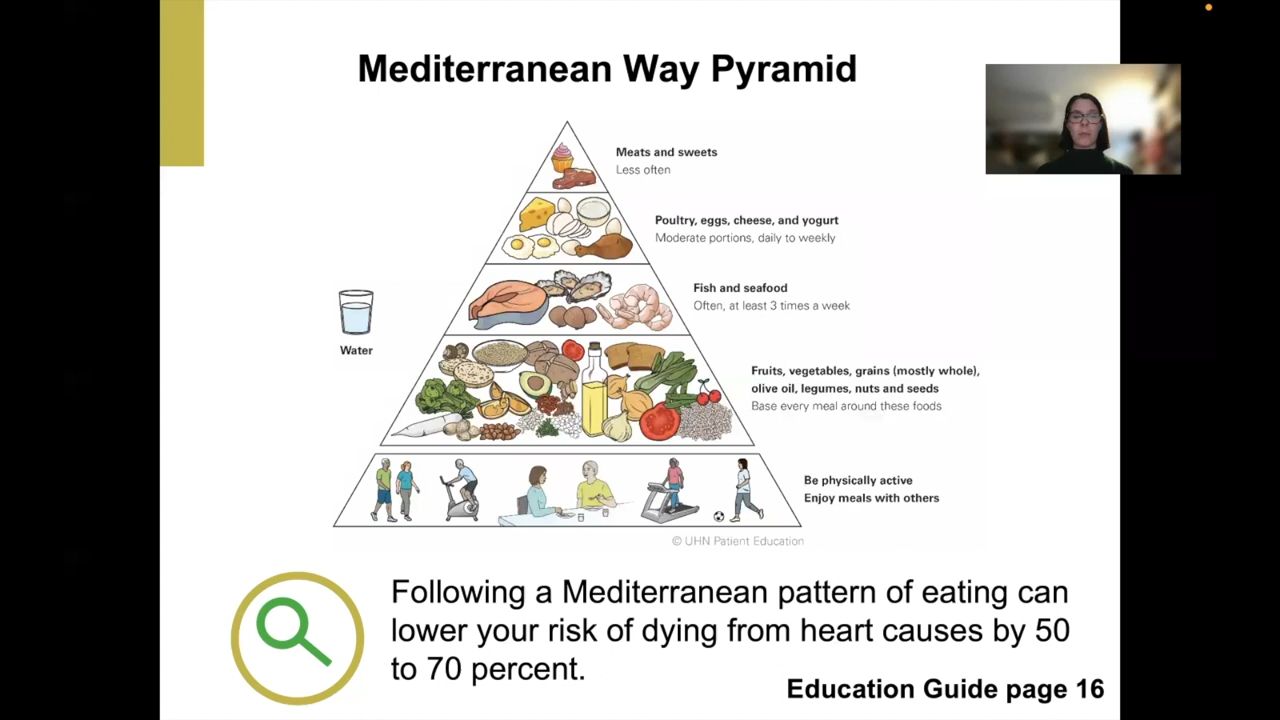 Mediterranean Way Pyramid
Meats and sweets
Less often
Poultry, eggs, cheese, and yogurt
Moderate portions, daily to weekly
Fish and seafood
Often, at least 3 times a week
Water
Fruits, vegetables, grains (mostly whole),
olive oil, legumes, nuts and seeds
Base every meal around these foods
Be physically active
Enjoy meals with others
© UHN Patient Education
Following a Mediterranean pattern of eating can
lower your risk of dying from heart causes by 50
to 70 percent.
Education Guide page 16